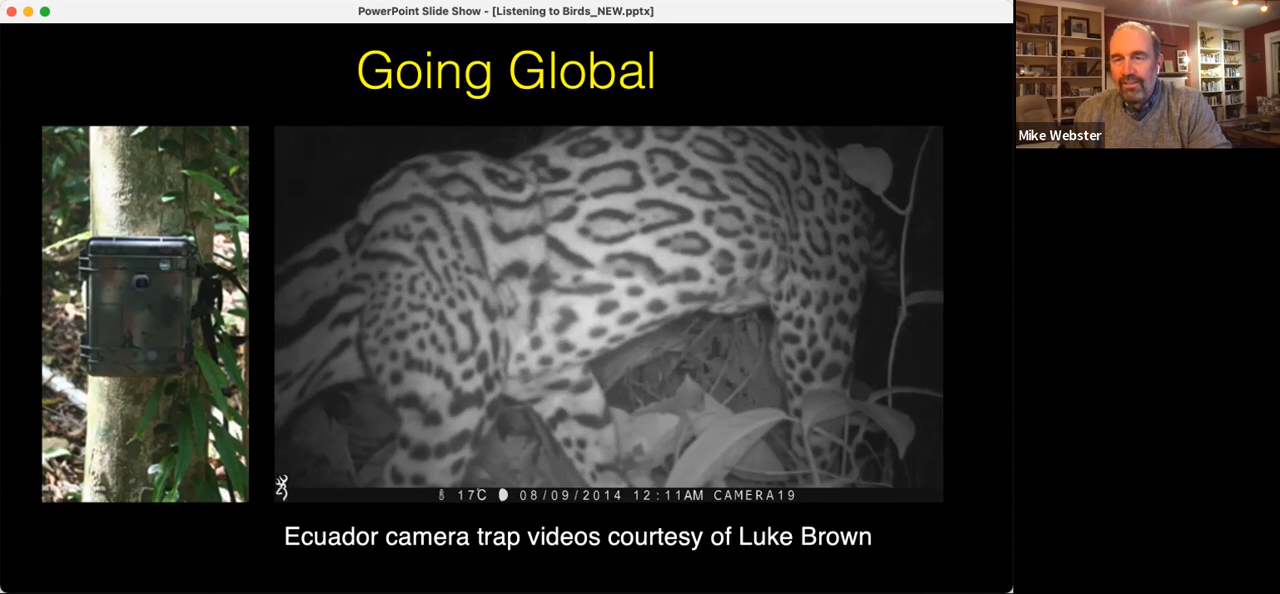 PowerPoint Slide Show - [Listening to Birds_NEW.pptx]
Going Global
17C 08/09/2014 12:11AM CAMERA19
Ecuador camera trap videos courtesy of Luke Brown
Mike Webster